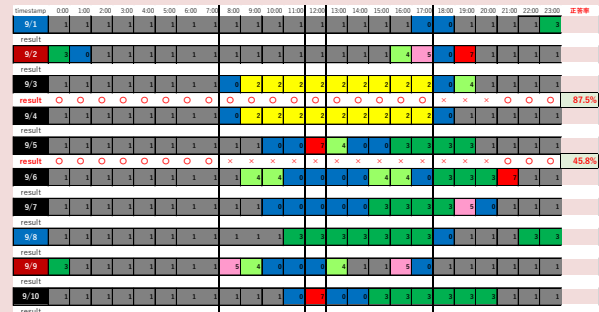 timestamp 0:00 1:00 2:00 3:00 4:00 5:00 6:00 7:00 8:00 9:00 10:00 11:00 12:00 13:00 14:00 15:00 16:00 17:00 18:00 19:00 20:00 21:00 22:00 23:00 正答率
9/1 1 1 1 1 1 1 1 1 1 1 1 1 1 1 1 1 1 0 0 1 1 1 1 3
result
9/2 3 0 1 1 1 1 1 1 1 1 1 1 1 1 1 1 4 5 0 7 1 1 1 1
result
9/3 1 1 1 1 1 1 1 1 0 2 2 2 2 2 2 2 2 2 0 4 1 1 1 1
result ○ ○ ○ ○ ○ ○ ○ ○ ○ ○ ○ ○ ○ ○ ○ ○ ○ ○ × × × ○ ○ ○ 87.5%
9/4 1 1 1 1 1 1 1 1 0 2 2 2 2 2 2 2 2 2 0 1 1 1 1 1
result
9/5 1 1 1 1 1 1 1 1 1 1 0 0 7 4 0 0 3 3 3 3 1 1 1 1
result ○ ○ ○ ○ ○ ○ ○ ○ × × × × × × × × × × × × × ○ ○ ○ 45.8%
9/6 1 1 1 1 1 1 1 1 1 4 4 0 0 0 0 4 4 0 3 3 3 7 1 1
result
9/7 1 1 1 1 1 1 1 1 1 1 0 0 0 0 0 3 3 3 3 5 0 1 1 1
result
9/8 1 1 1 1 1 1 1 1 1 1 1 3 3 3 3 3 3 3 0 1 1 1 3 3
result
9/9 3 1 1 1 1 1 1 1 5 4 0 0 0 4 1 1 5 0 1 1 1 1 1 1
result
9/10 1 1 1 1 1 1 1 1 1 1 1 0 7 0 0 3 3 3 3 3 3 1 1 1
result